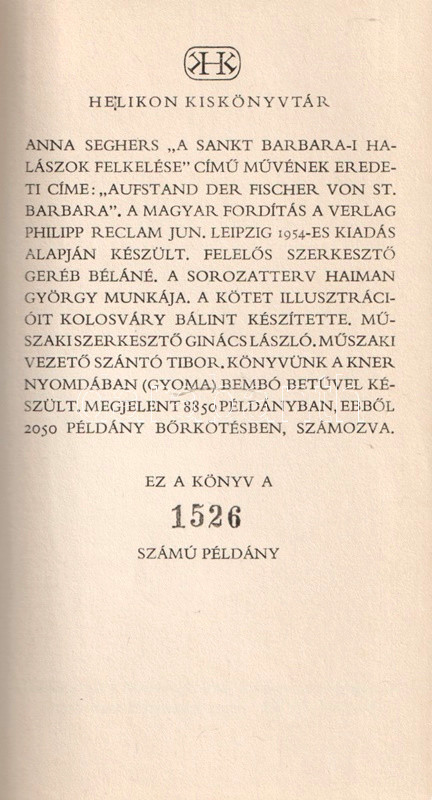 HK
HELIKON KISKÖNYVTÁR
ANNA SEGHERS „A SANKT BARBARA-I HA-
LÁSZOK FELKELÉSE” CÍMŰ MŰVÉNEK EREDE-
TI CÍME: „AUFSTAND DER FISCHER VON ST.
BARBARA”. A MAGYAR FORDÍTÁS A VERLAG
PHILIPP RECLAM JUN. LEIPZIG 1954-ES KIADÁS
ALAPJÁN KÉSZÜLT. FELELŐS SZERKESZTŐ
GERÉB BÉLÁNÉ. A SOROZATTERV HAIMAN
GYÖRGY MUNKÁJA. A KÖTET ILLUSZTRÁCI-
ÓIT KOLOSVÁRY BÁLINT KÉSZÍTETTE. MŰ-
SZAKI SZERKESZTŐ GINÁCS LÁSZLÓ. MŰSZAKI
VEZETŐ SZÁNTÓ TIBOR. KÖNYVÜNK A KNER
NYOMDÁBAN (GYOMA) BEMBÓ BETŰVEL KÉ-
SZÜLT. MEGJELENT 8850 PÉLDÁNYBAN, EBBŐL
2050 PÉLDÁNY BŐRKÖTÉSBEN, SZÁMOZVA.
EZ A KÖNYV A
1526
SZÁMÚ PÉLDÁNY